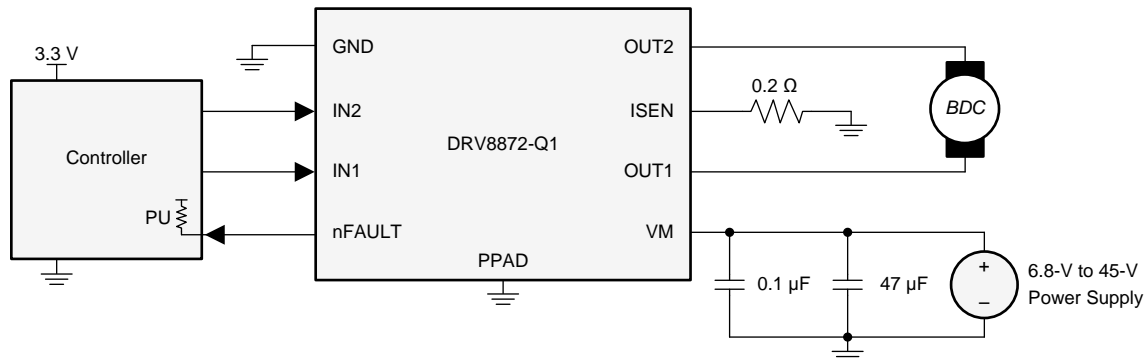 3.3 V
Controller
PU
GND
IN2
IN1
nFAULT
DRV8872-Q1
PPAD
OUT2
ISEN
OUT1
VM
0.2 Ω
BDC
0.1 µF
47 µF
+
–
6.8-V to 45-V
Power Supply